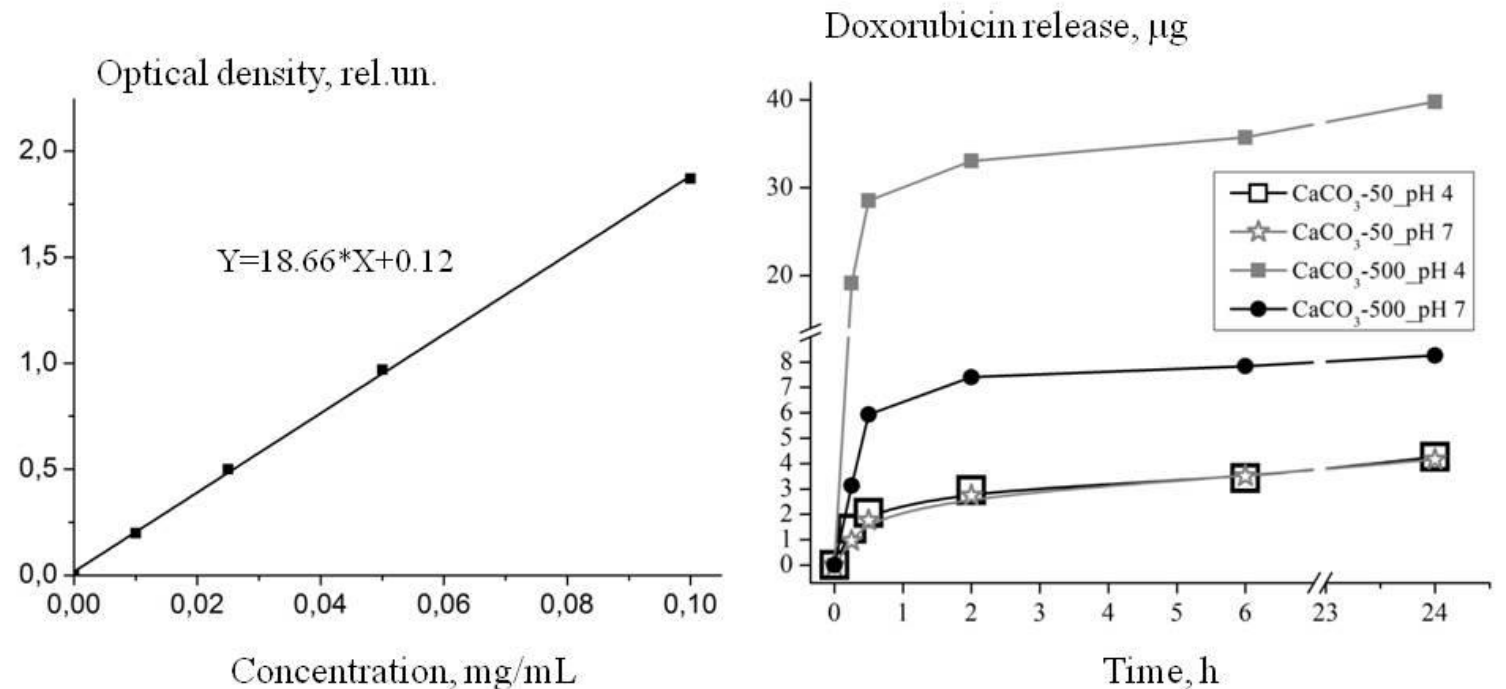 Optical density, rel.un.
2,0
1,5
1,0
0,5
0,0
Y=18.66*X+0.12
0,00 0,02 0,04 0,06 0,08 0,10
Concentration, mg/mL
Doxorubicin release, µg
40
30
20
8
7
6
5
4
3
2
1
0
CaCO₃-50_pH 4
CaCO₃-50_pH 7
CaCO₃-500_pH 4
CaCO₃-500_pH 7
0 1 2 3 4 5 6 23 24
Time, h